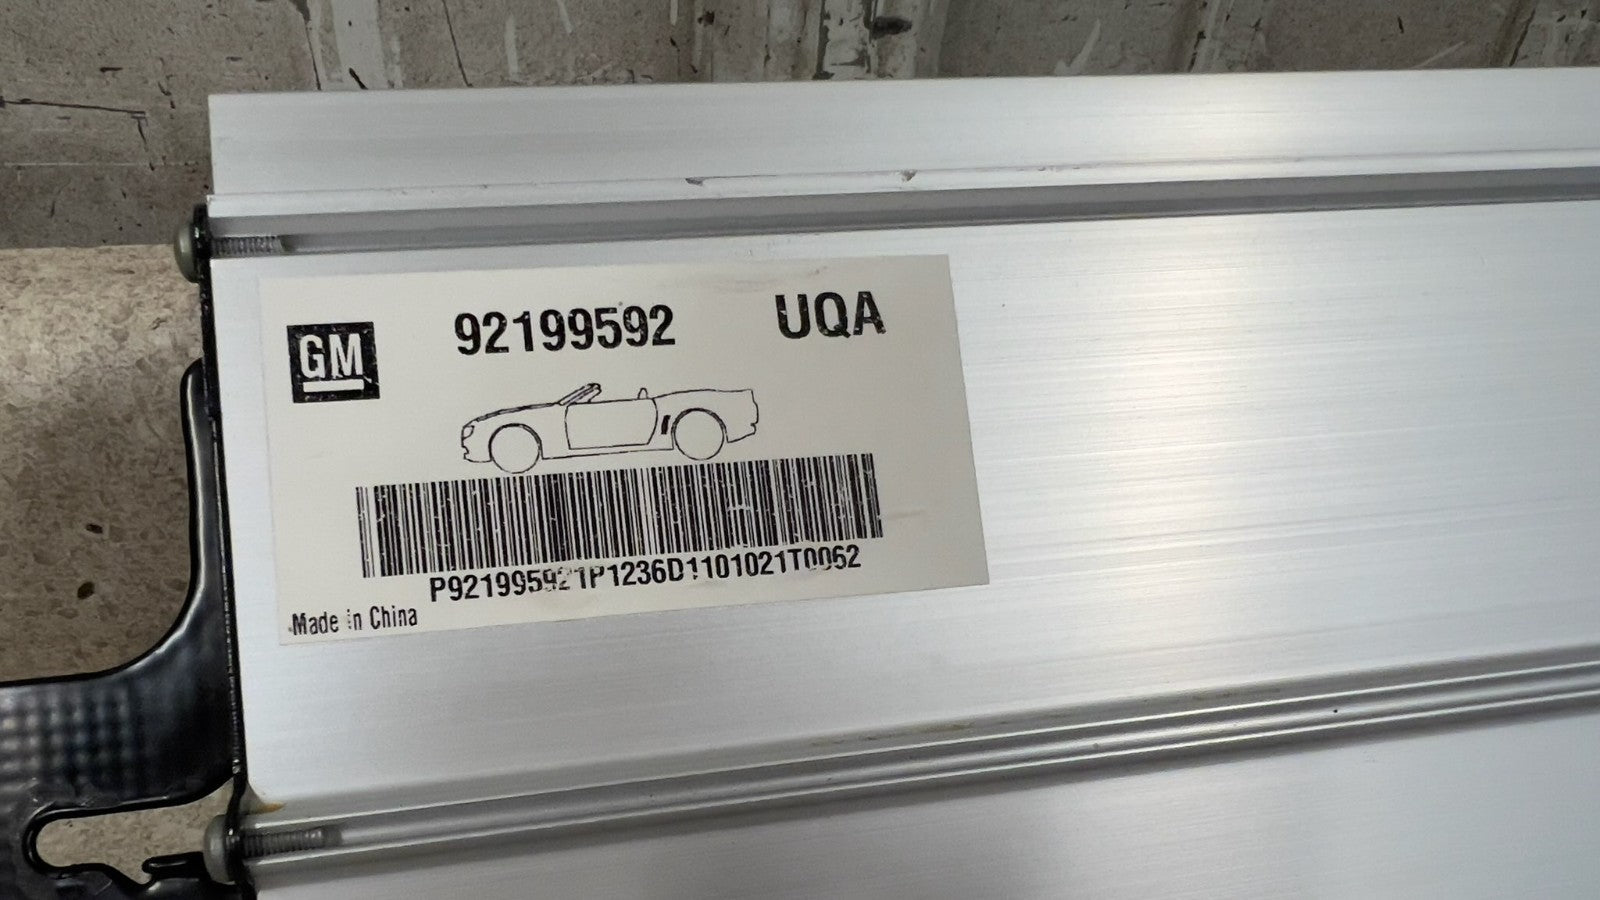 GM 92199592 UQA
P921995921P1236D1101021T0062
Made in China